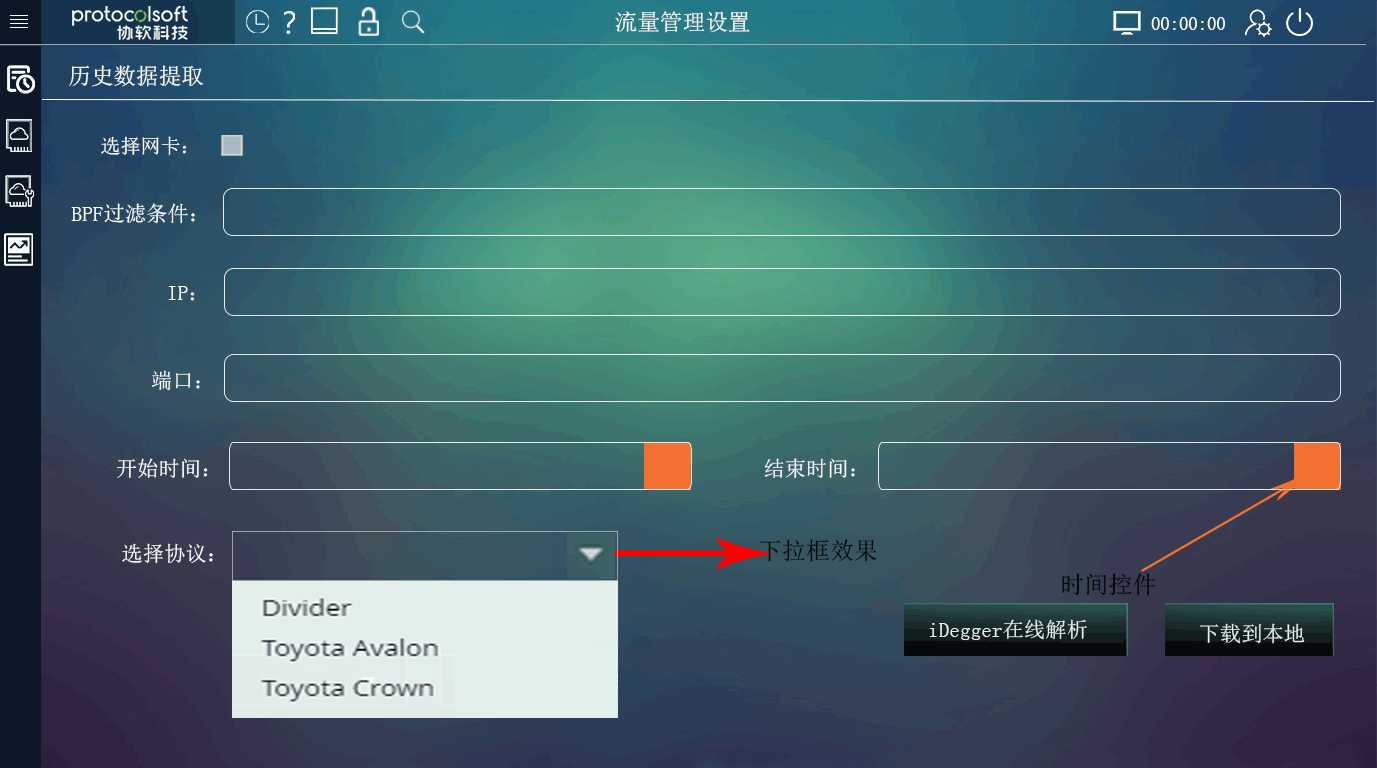 protocolsoft
协软科技
?
流量管理设置
00:00:00
历史数据提取
选择网卡：
BPF过滤条件：
IP：
端口：
开始时间：
结束时间：
选择协议：
下拉框效果
Divider
Toyota Avalon
Toyota Crown
时间控件
iDegger在线解析
下载到本地